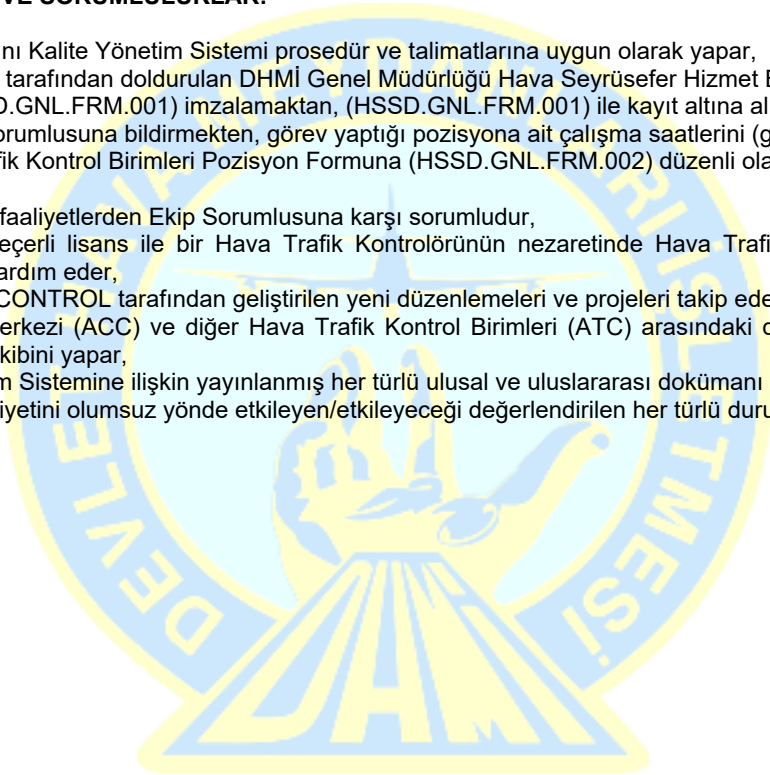 VE SORUMLULUKLAR:
nı Kalite Yönetim Sistemi prosedür ve talimatlarına uygun olarak yapar,
tarafından doldurulan DHMİ Genel Müdürlüğü Hava Seyrüsefer Hizmet
.GNL.FRM.001) imzalamaktan, (HSSD.GNL.FRM.001) ile kayıt altına al
orumlusuna bildirmekten, görev yaptığı pozisyona ait çalışma saatlerini (g
fik Kontrol Birimleri Pozisyon Formuna (HSSD.GNL.FRM.002) düzenli ola
faaliyetlerden Ekip Sorumlusuna karşı sorumludur,
eçerli lisans ile bir Hava Trafik Kontrolörünün nezaretinde Hava Trafi
ardım eder,
CONTROL tarafından geliştirilen yeni düzenlemeleri ve projeleri takip ede
erkezi (ACC) ve diğer Hava Trafik Kontrol Birimleri (ATC) arasındaki
kibini yapar,
m Sistemine ilişkin yayınlanmış her türlü ulusal ve uluslararası dokümanı
iyetini olumsuz yönde etkileyen/etkileyeceği değerlendirilen her türlü duru
DEVLET HAVA MEYDANLARI İŞLETMESİ
DHMİ